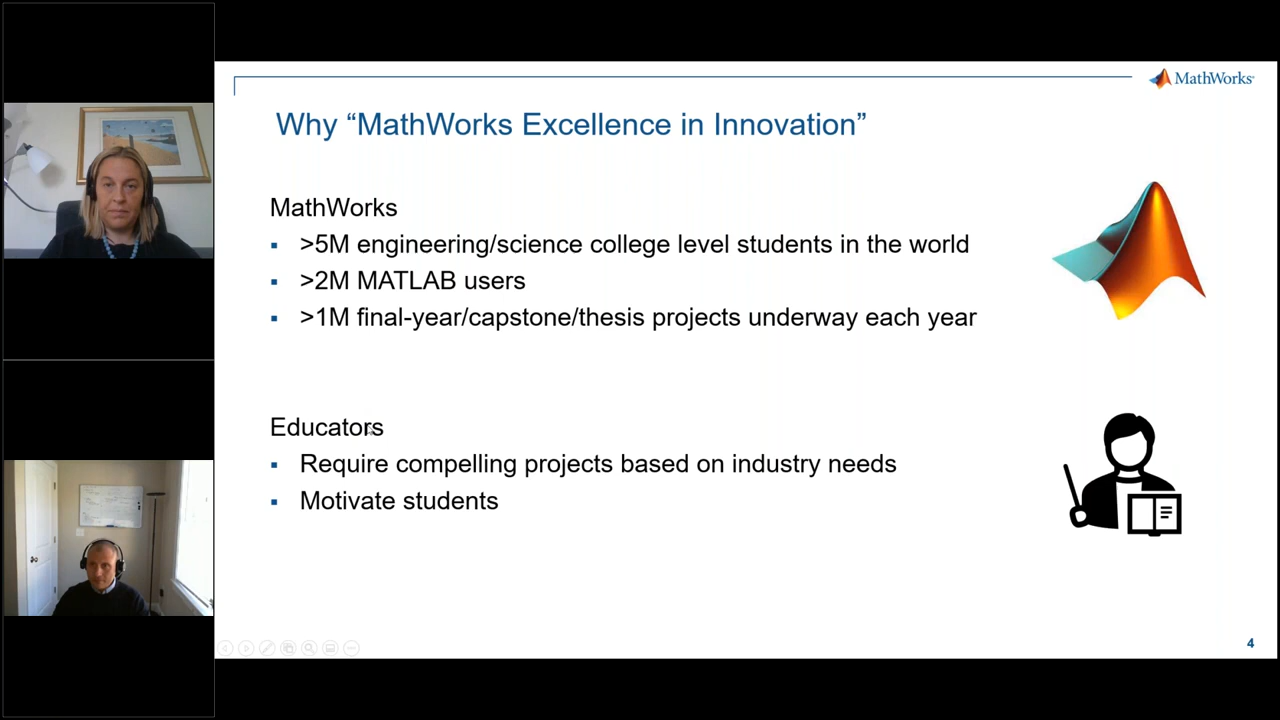 MathWorks
Why “MathWorks Excellence in Innovation”
MathWorks
>5M engineering/science college level students in the world
>2M MATLAB users
>1M final-year/capstone/thesis projects underway each year
Educators
Require compelling projects based on industry needs
Motivate students
4